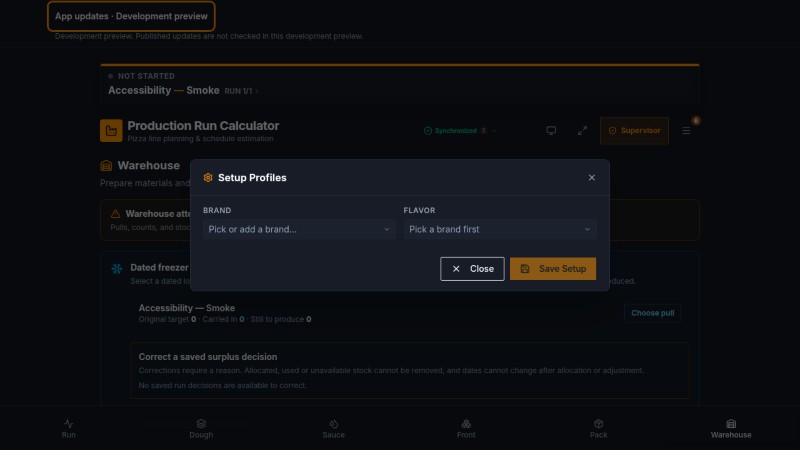 App updates · Development preview
Development preview. Published updates are not checked in this development preview.
NOT STARTED
Accessibility — Smoke RUN 1/1 ›
Production Run Calculator
Pizza line planning & schedule estimation
Synchronized
Supervisor
6
Warehouse
Prepare materials and
Warehouse atte
Pulls, counts, and stoc
Setup Profiles
BRAND
FLAVOR
Pick or add a brand...
Pick a brand first
Close
Save Setup
Dated freezer
Select a dated lo
duced.
Accessibility — Smoke
Original target 0 · Carried in 0 · Still to produce 0
Choose pull
Correct a saved surplus decision
Corrections require a reason. Allocated, used or unavailable stock cannot be removed, and dates cannot change after allocation or adjustment.
No saved run decisions are available to correct.
Run
Dough
Sauce
Front
Pack
Warehouse